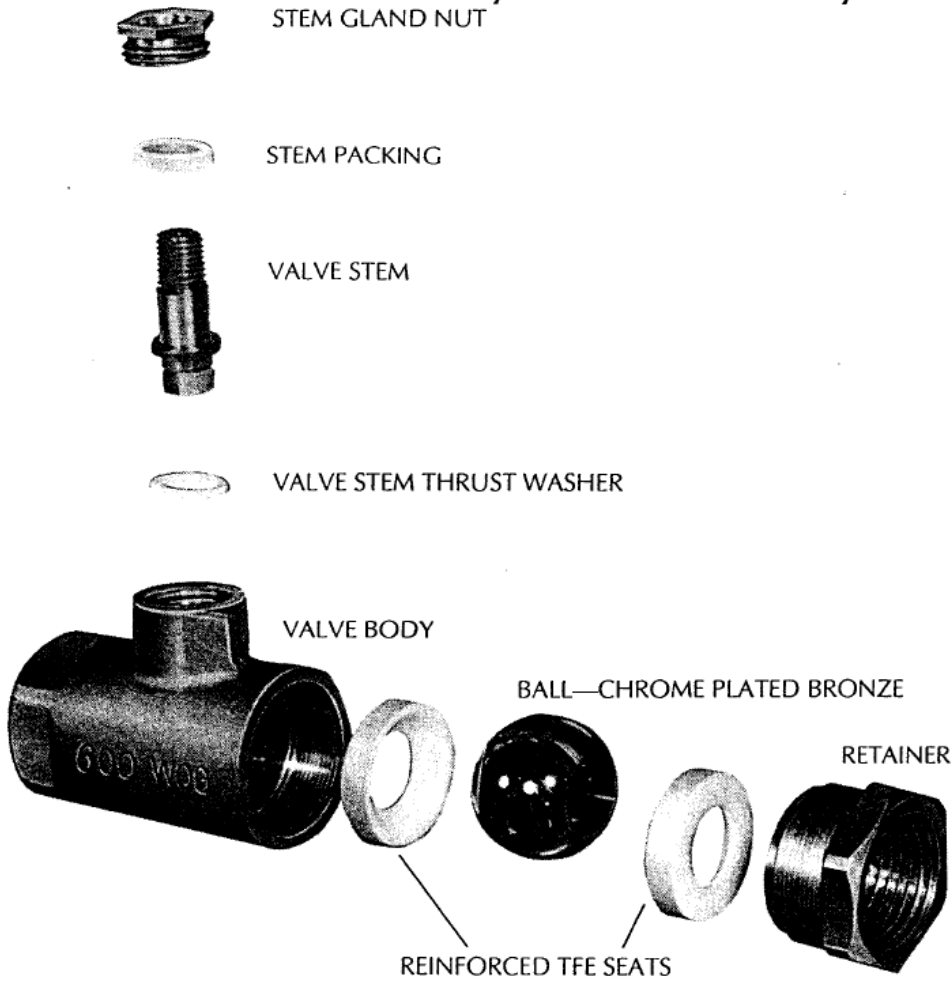 STEM GLAND NUT
STEM PACKING
VALVE STEM
VALVE STEM THRUST WASHER
VALVE BODY
600 WOG
BALL—CHROME PLATED BRONZE
RETAINER
REINFORCED TFE SEATS